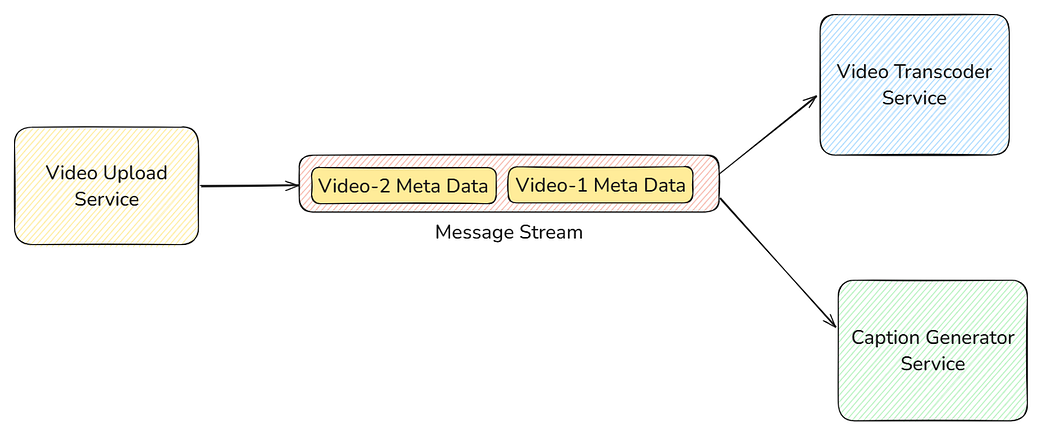 Video Upload
Service
Video-2 Meta Data
Video-1 Meta Data
Message Stream
Video Transcoder
Service
Caption Generator
Service